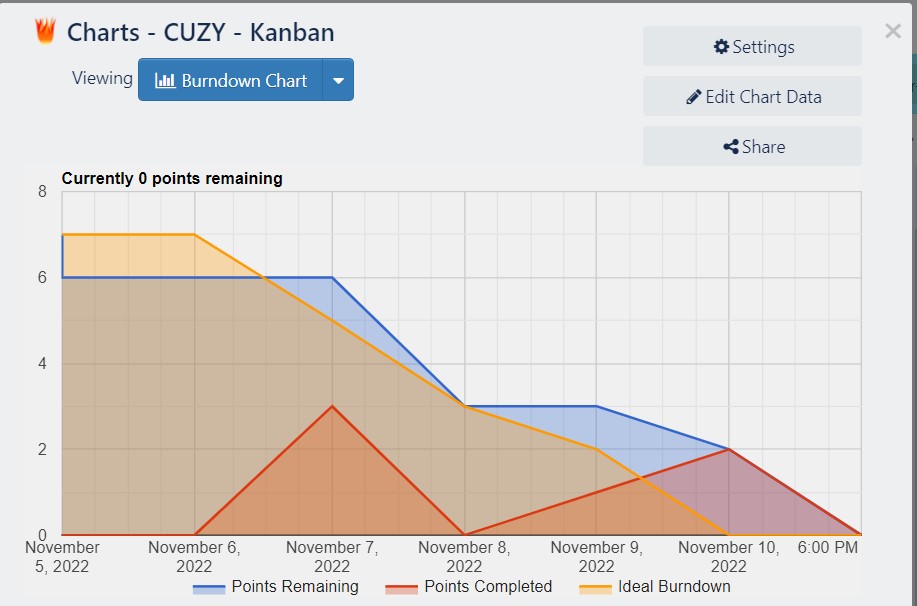 Charts - CUZY - Kanban
Settings
Viewing Burndown Chart
Edit Chart Data
Share
Currently 0 points remaining
8
6
4
2
0
November 5, 2022
November 6, 2022
November 7, 2022
November 8, 2022
November 9, 2022
November 10, 2022
6:00 PM
Points Remaining
Points Completed
Ideal Burndown